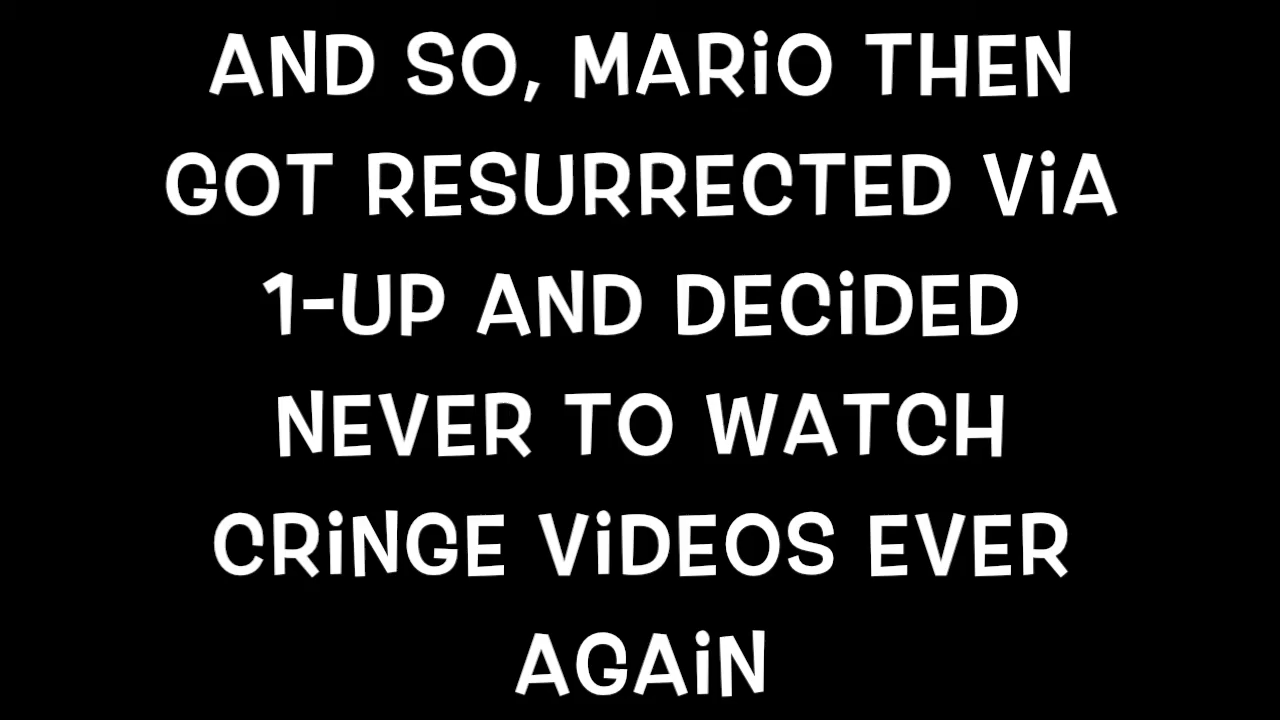 AND SO, MARiO THEN
GOT RESURRECTED ViA
1-UP AND DECiDED
NEVER TO WATCH
CRiNGE ViDEOS EVER
AGAiN